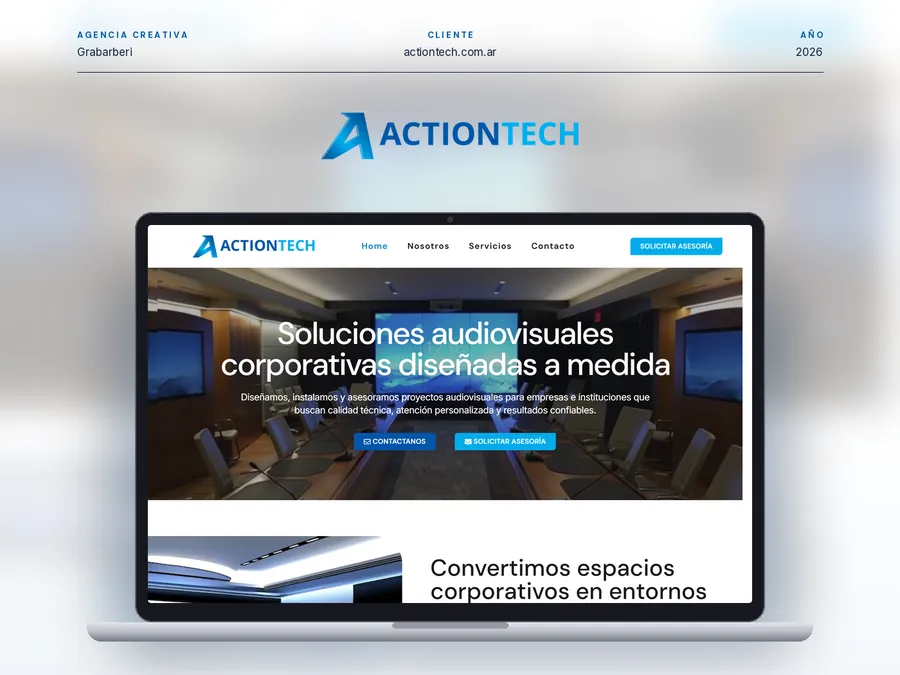 AGENCIA CREATIVA
Grabarberi
CLIENTE
actiontech.com.ar
AÑO
2026
ACTIONTECH
ACTIONTECH
Home
Nosotros
Servicios
Contacto
SOLICITAR ASESORÍA
Soluciones audiovisuales
corporativas diseñadas a medida
Diseñamos, instalamos y asesoramos proyectos audiovisuales para empresas e instituciones que
buscan calidad técnica, atención personalizada y resultados confiables.
CONTACTANOS
SOLICITAR ASESORÍA
Convertimos espacios
corporativos en entornos